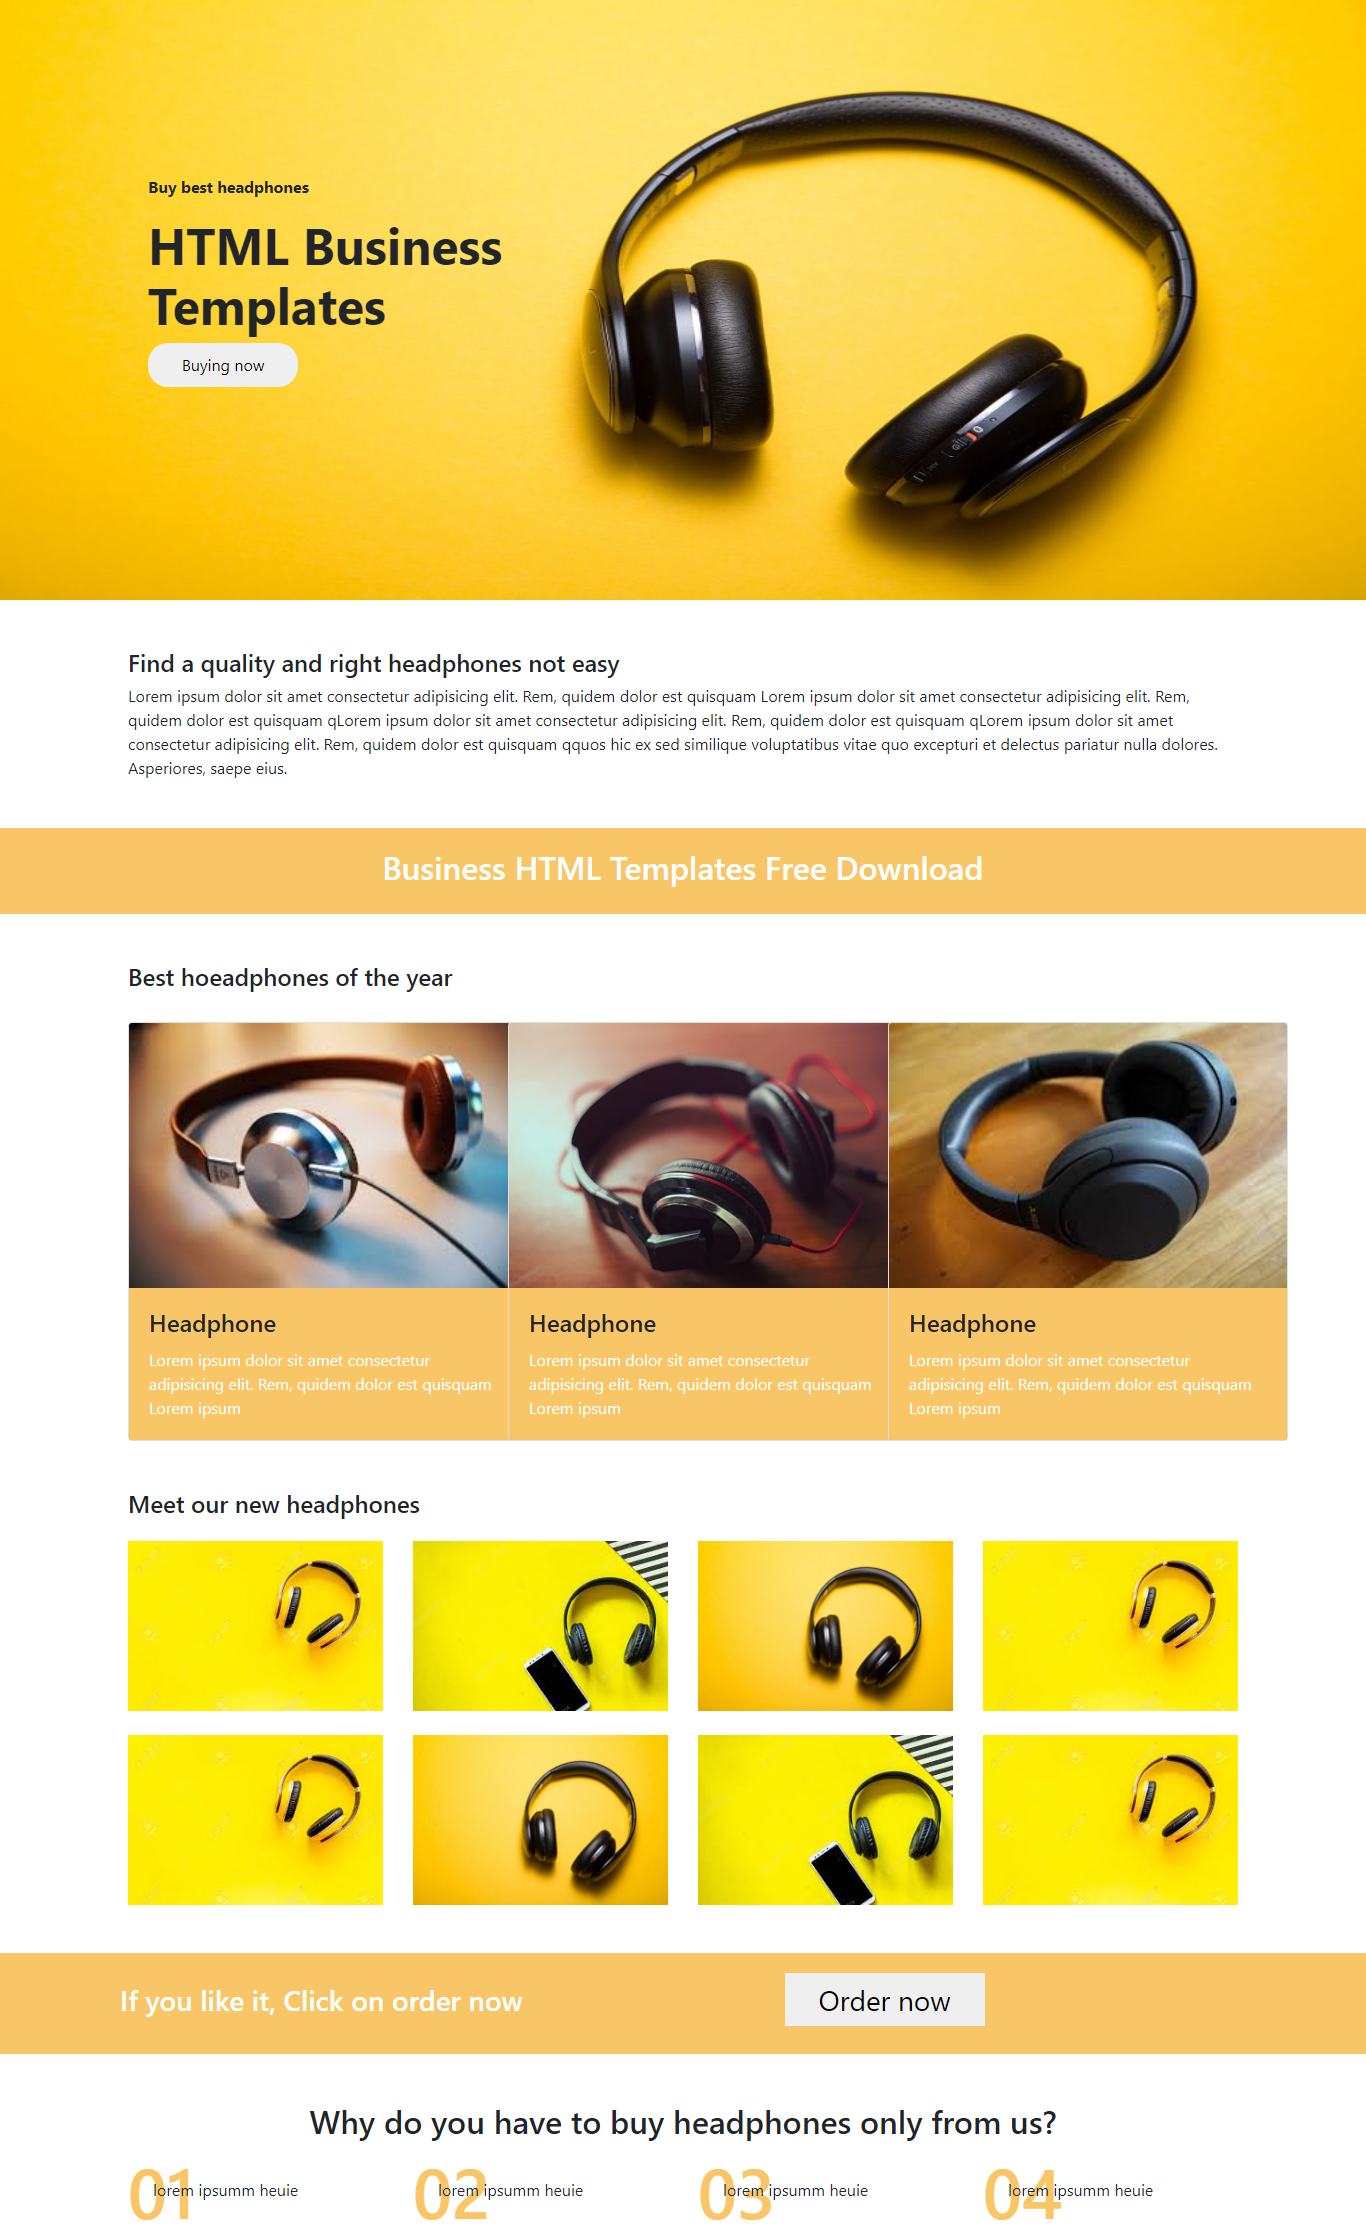 Buy best headphones
HTML Business
Templates
Buying now
Find a quality and right headphones not easy
Lorem ipsum dolor sit amet consectetur adipisicing elit. Rem, quidem dolor est quisquam Lorem ipsum dolor sit amet consectetur adipisicing elit. Rem,
quidem dolor est quisquam qLorem ipsum dolor sit amet consectetur adipisicing elit. Rem, quidem dolor est quisquam qLorem ipsum dolor sit amet
consectetur adipisicing elit. Rem, quidem dolor est quisquam qquos hic ex sed similique voluptatibus vitae quo excepturi et delectus pariatur nulla dolores.
Asperiores, saepe eius.
Business HTML Templates Free Download
Best hoeadphones of the year
Headphone
Lorem ipsum dolor sit amet consectetur
adipisicing elit. Rem, quidem dolor est quisquam
Lorem ipsum
Headphone
Lorem ipsum dolor sit amet consectetur
adipisicing elit. Rem, quidem dolor est quisquam
Lorem ipsum
Headphone
Lorem ipsum dolor sit amet consectetur
adipisicing elit. Rem, quidem dolor est quisquam
Lorem ipsum
Meet our new headphones
If you like it, Click on order now
Order now
Why do you have to buy headphones only from us?
01
lorem ipsumm heuie
02
lorem ipsumm heuie
03
lorem ipsumm heuie
04
lorem ipsumm heuie